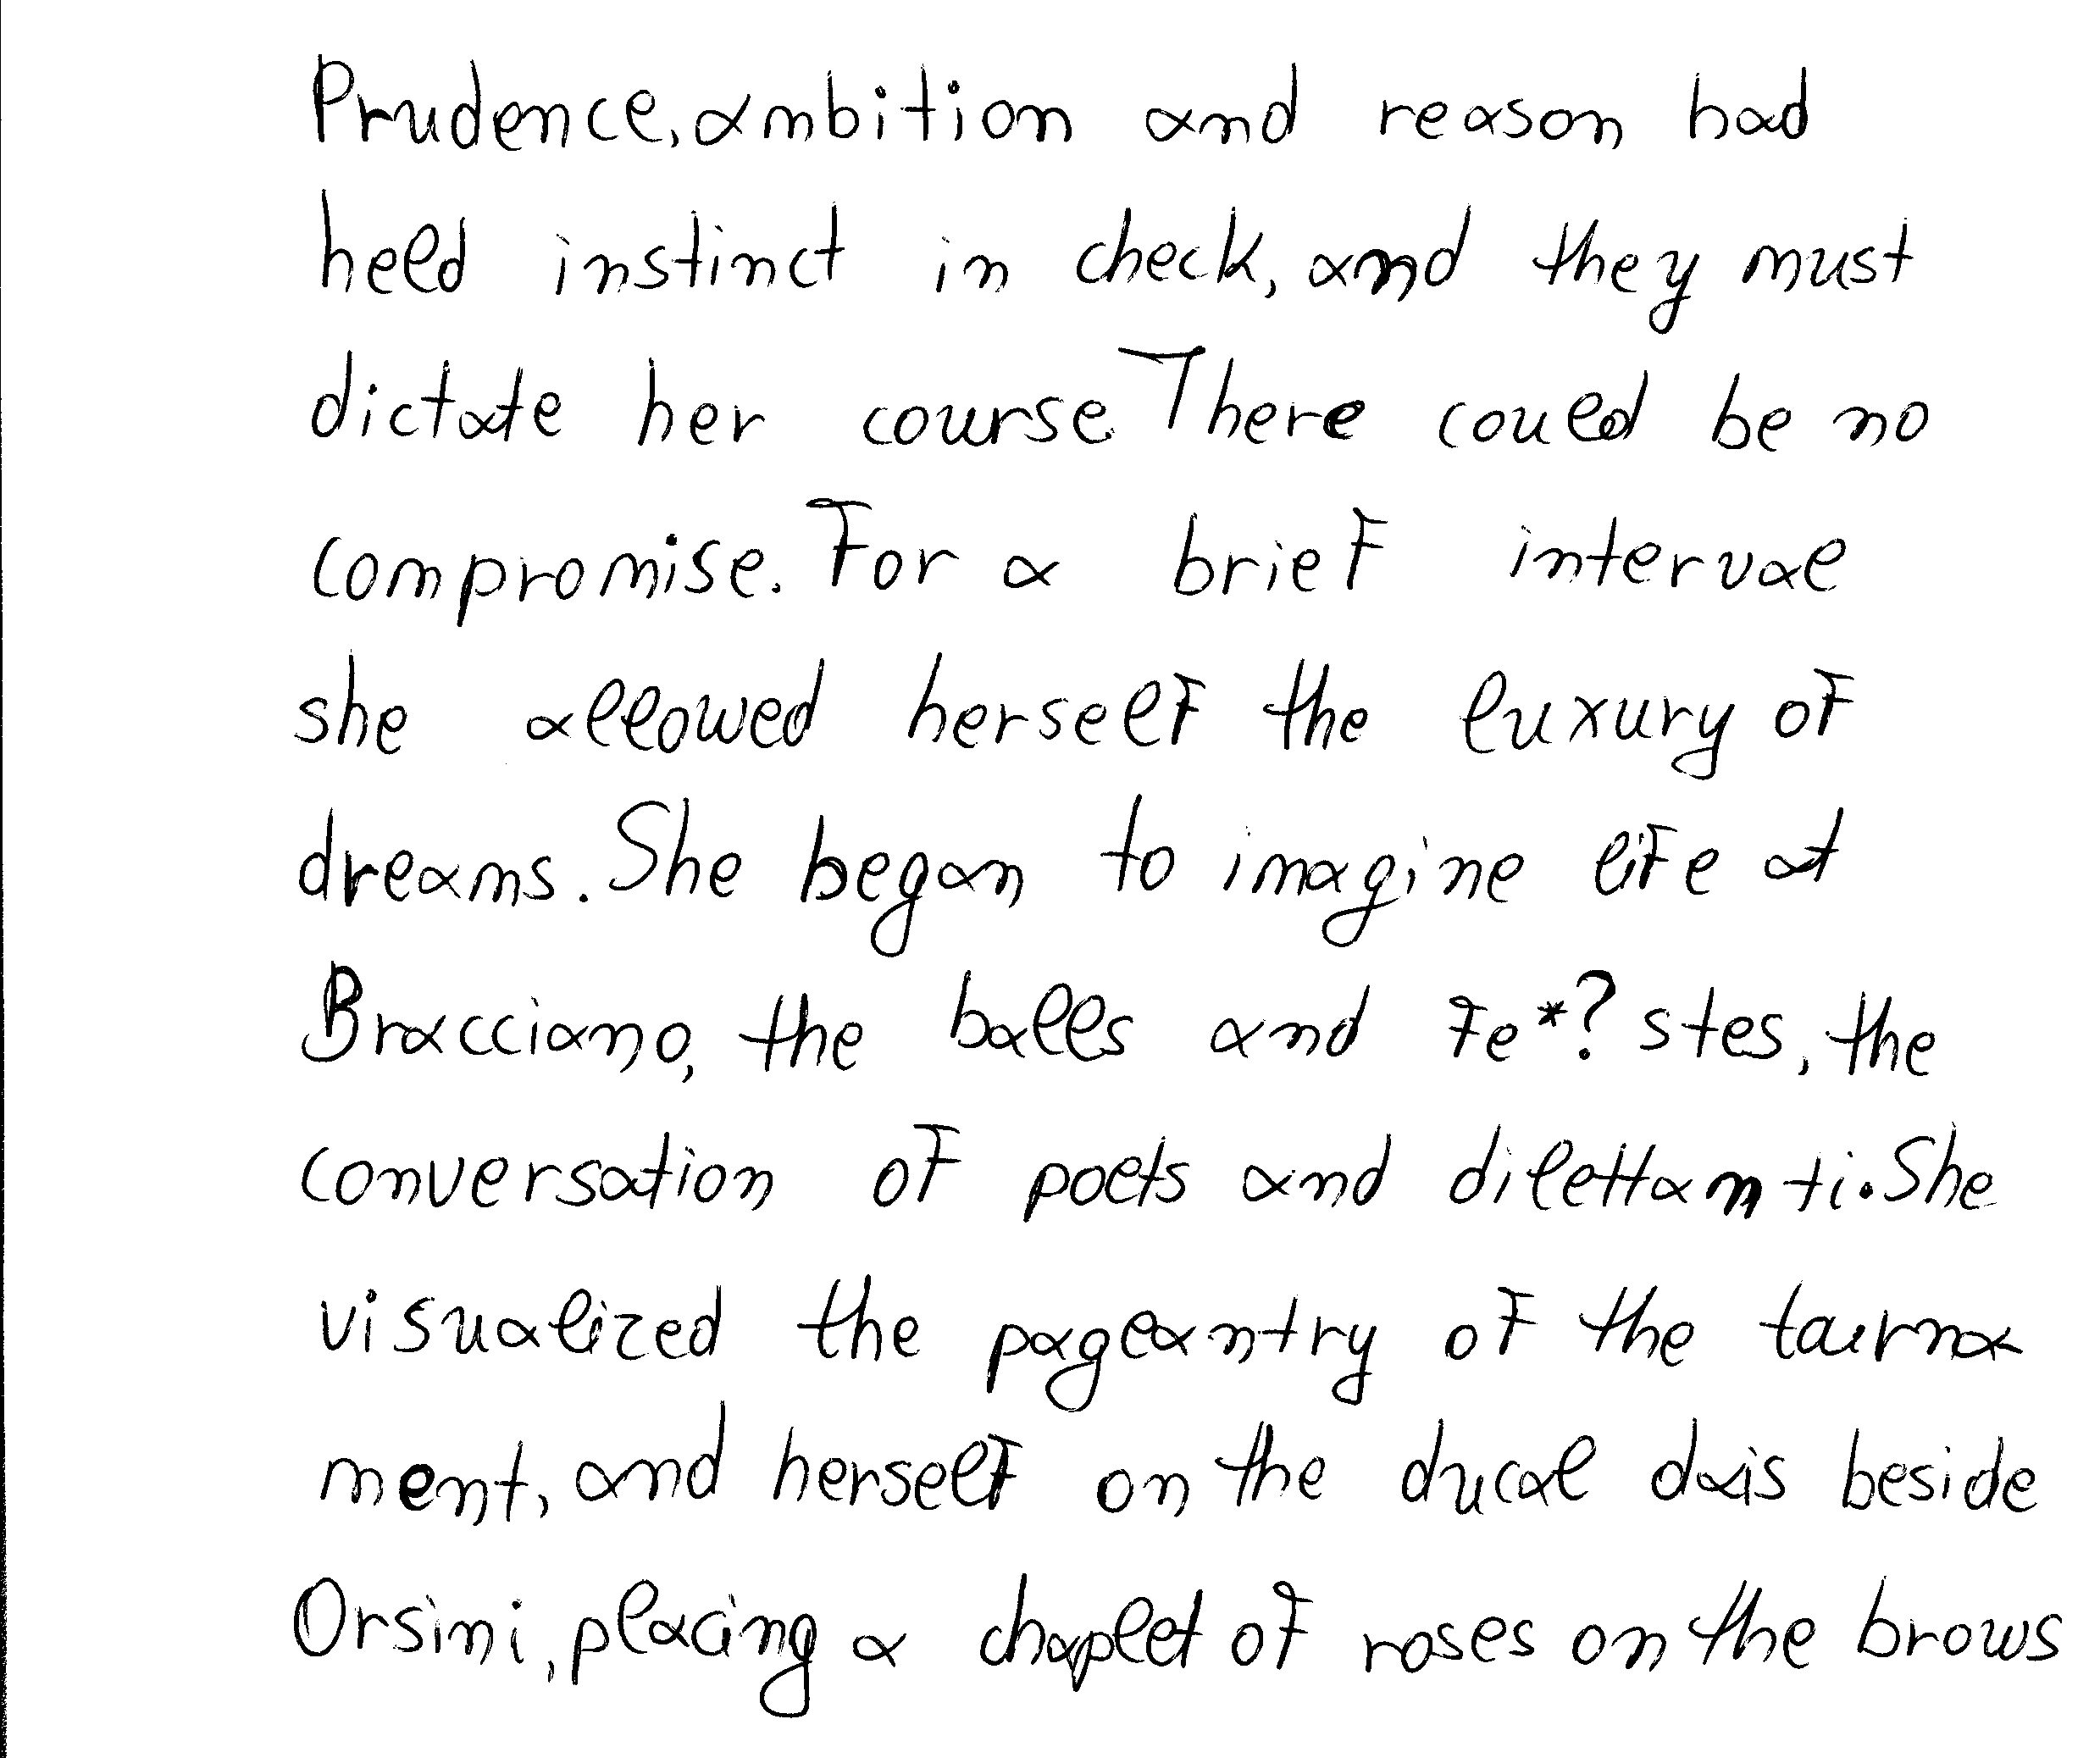 Prudence, ambition and reason had
held instinct in check, and they must
dictate her course. There could be no
compromise. For a brief interval
she allowed herself the luxury of
dreams. She began to imagine life at
Bracciano, the balls and fe*? stes, the
conversation of poets and dilettanti. She
visualized the pageantry of the tourna
ment, and herself on the ducal dais beside
Orsini, placing a chaplet of roses on the brows